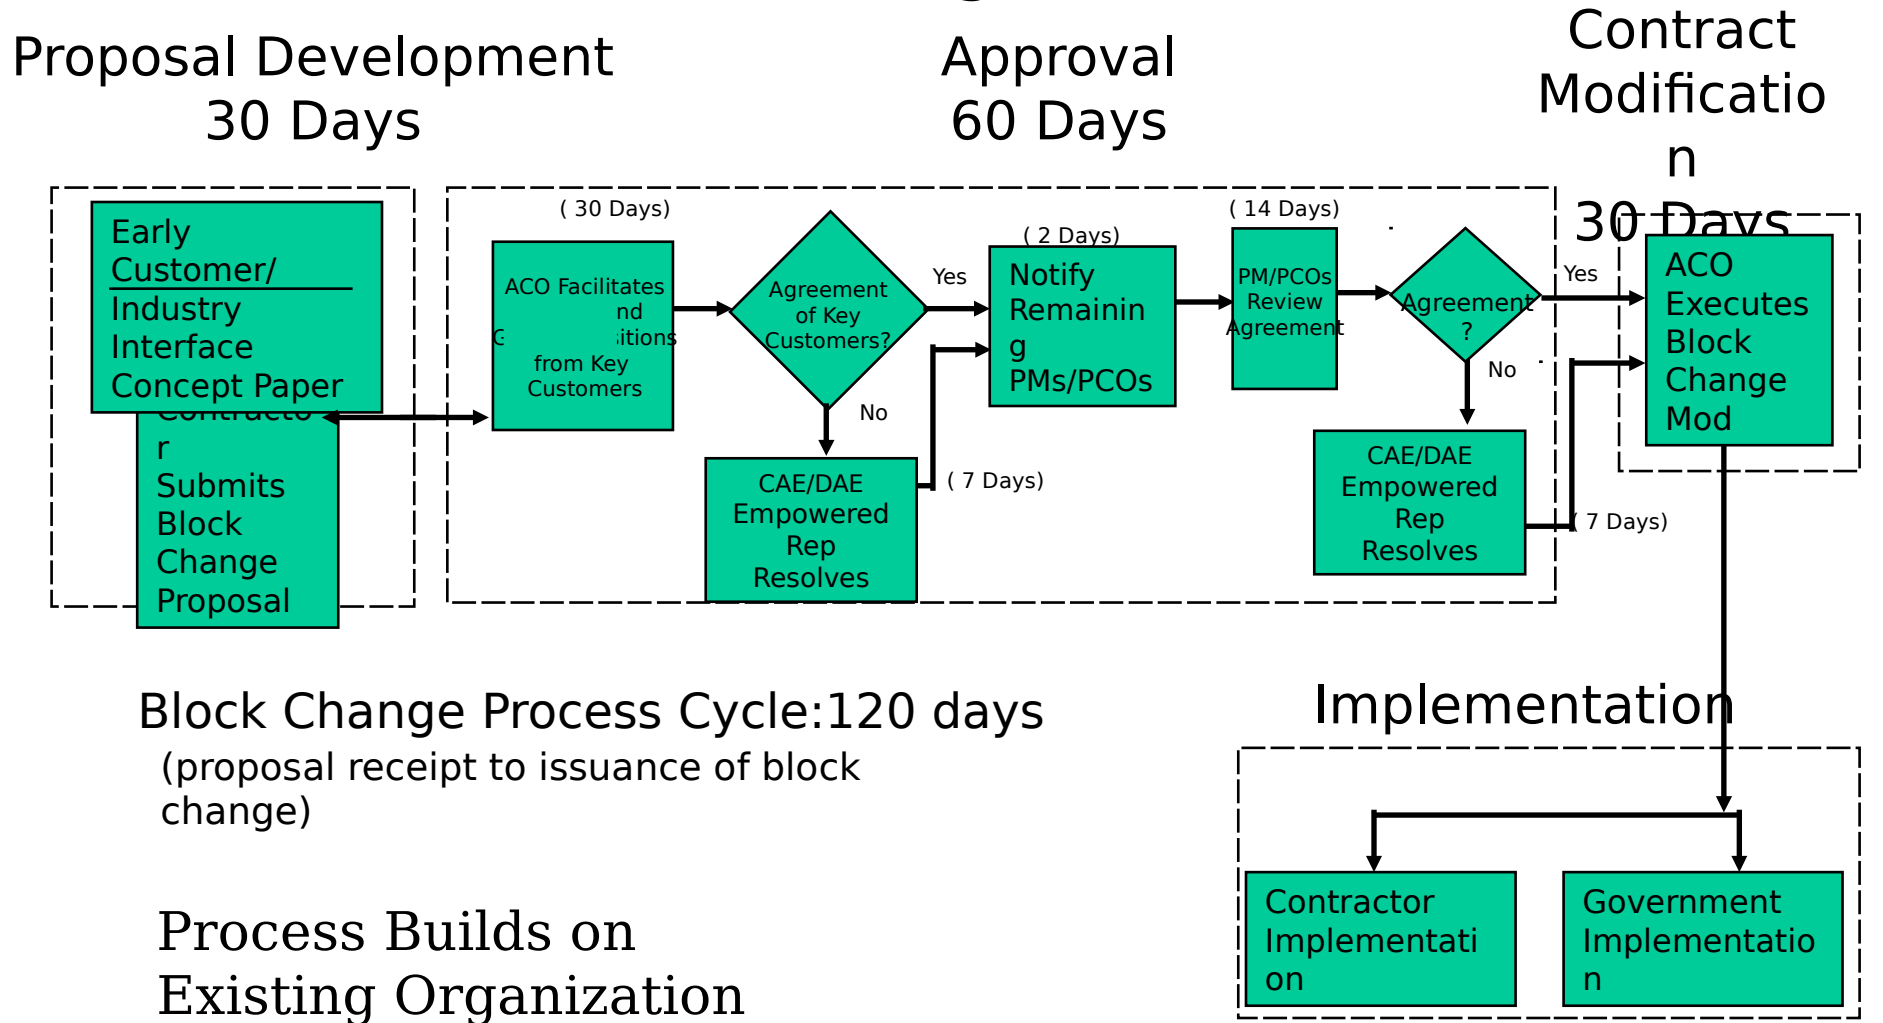 Proposal Development
30 Days
Approval
60 Days
Contract
Modificatio
n
30 Days
Early
Customer/
Industry
Interface
Concept Paper
Contracto
r
Submits
Block
Change
Proposal
( 30 Days)
ACO Facilitates
nd
G sitions
from Key
Customers
Agreement
of Key
Customers?
Yes
No
CAE/DAE
Empowered
Rep
Resolves
( 7 Days)
( 2 Days)
Notify
Remainin
g
PMs/PCOs
( 14 Days)
PM/PCOs
Review
Agreement
Agreement
?
Yes
No
CAE/DAE
Empowered
Rep
Resolves
( 7 Days)
ACO
Executes
Block
Change
Mod
Block Change Process Cycle:120 days
(proposal receipt to issuance of block
change)
Implementation
Contractor
Implementati
on
Government
Implementatio
n
Process Builds on
Existing Organization